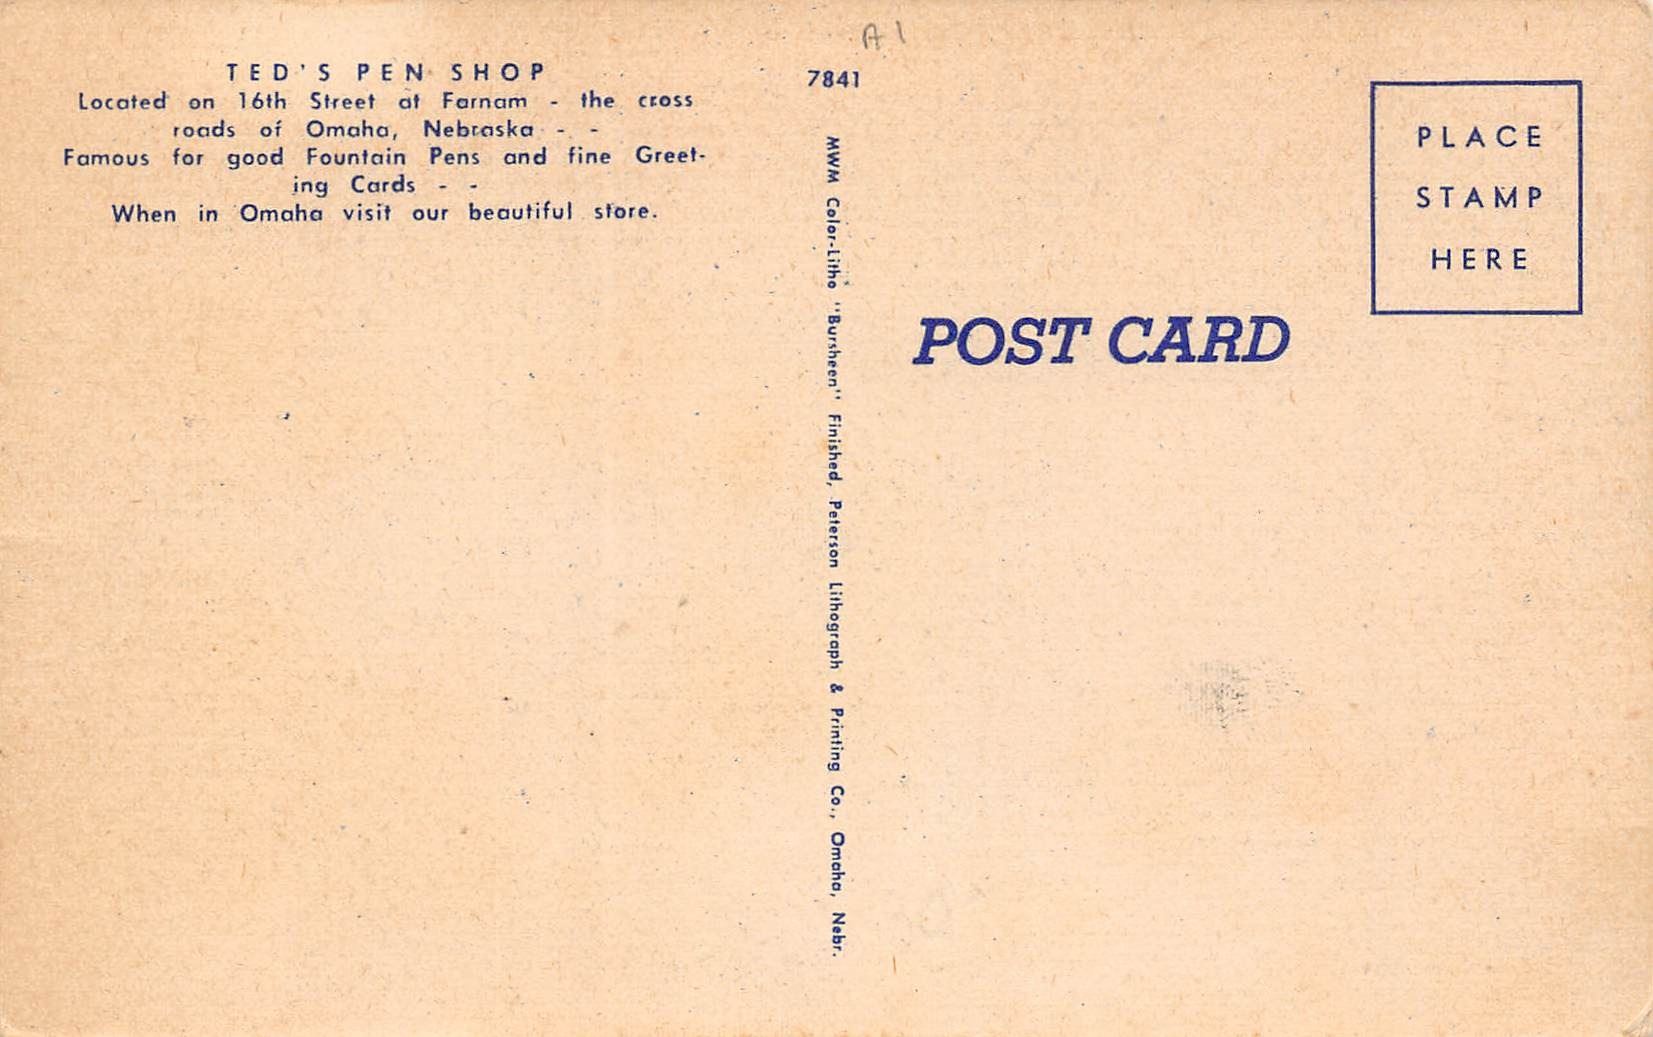 A1
TED'S PEN SHOP
Located on 16th Street at Farnam - the cross
roads of Omaha, Nebraska - -
Famous for good Fountain Pens and fine Greet-
ing Cards - -
When in Omaha visit our beautiful store.
7841
MWM Color-Litho "Bursheen" Finished, Peterson Lithograph & Printing Co., Omaha, Nebr.
POST CARD
PLACE
STAMP
HERE